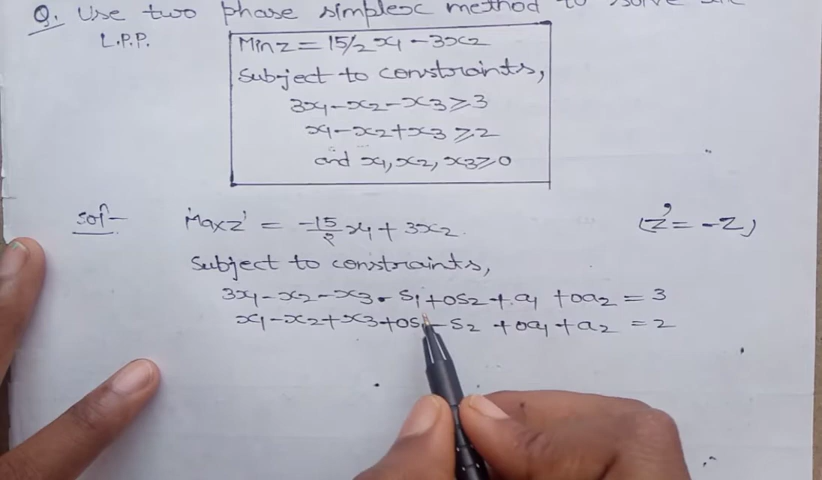 Q. Use two phase simplex method to solve
L.P.P.
Min z = 15/2 x1 - 3x2
Subject to constraints,
3x1 - x2 - x3 ≥ 3
x1 - x2 + x3 ≥ 2
and x1, x2, x3 ≥ 0
Sol- Max z' = -15/2 x1 + 3x2. (z' = -z)
Subject to constraints,
3x1 - x2 - x3 - s1 + 0s2 + a1 + 0a2 = 3
x1 - x2 + x3 + 0s1 - s2 + 0a1 + a2 = 2